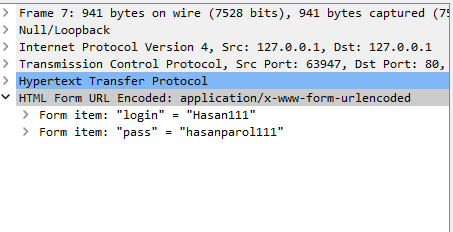 Frame 7: 941 bytes on wire (7528 bits), 941 bytes captured (75
Null/Loopback
Internet Protocol Version 4, Src: 127.0.0.1, Dst: 127.0.0.1
Transmission Control Protocol, Src Port: 63947, Dst Port: 80,
Hypertext Transfer Protocol
HTML Form URL Encoded: application/x-www-form-urlencoded
Form item: "login" = "Hasan111"
Form item: "pass" = "hasanparol111"